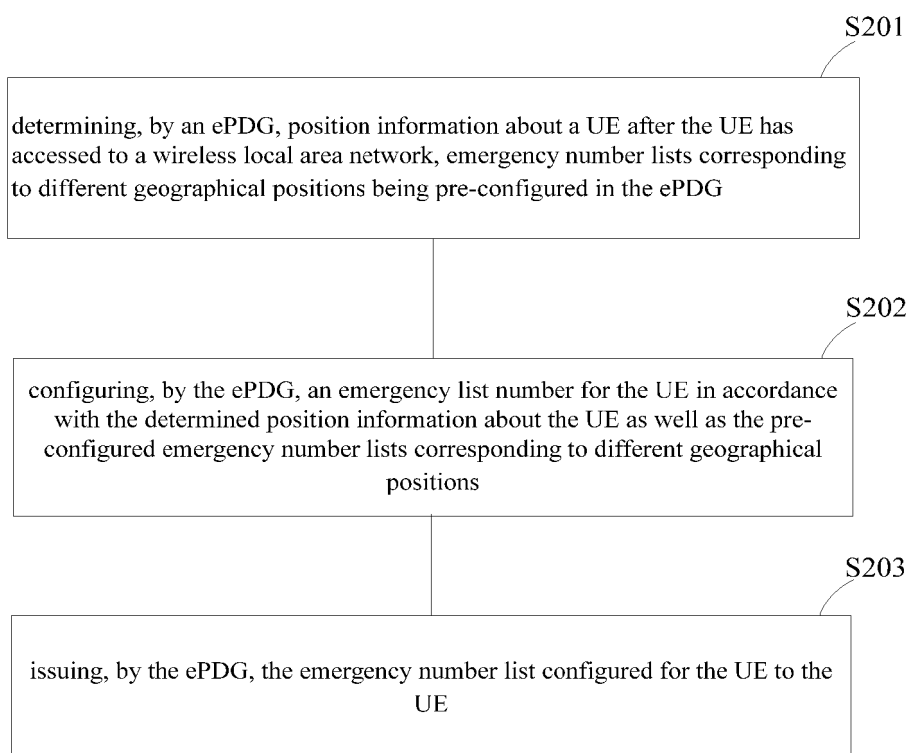 S201
determining, by an ePDG, position information about a UE after the UE has
accessed to a wireless local area network, emergency number lists corresponding
to different geographical positions being pre-configured in the ePDG
S202
configuring, by the ePDG, an emergency list number for the UE in accordance
with the determined position information about the UE as well as the pre-
configured emergency number lists corresponding to different geographical
positions
S203
issuing, by the ePDG, the emergency number list configured for the UE to the
UE